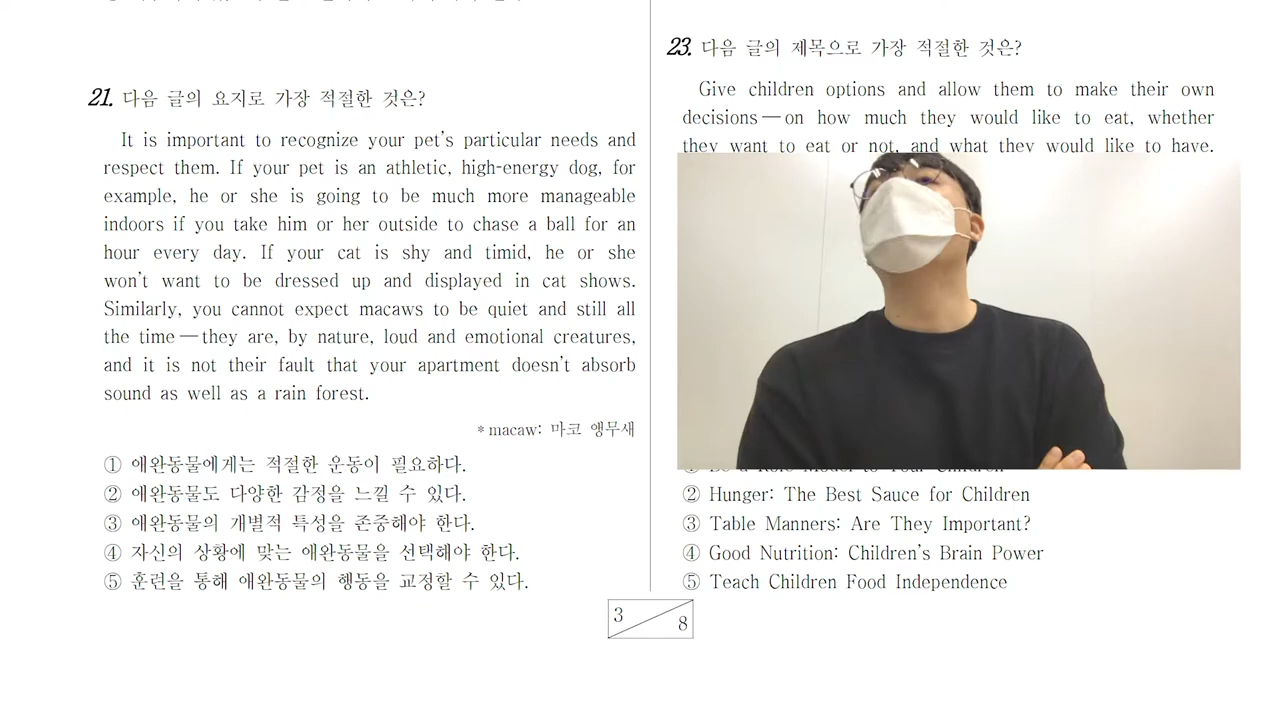 21. 다음 글의 요지로 가장 적절한 것은?
It is important to recognize your pet's particular needs and
respect them. If your pet is an athletic, high-energy dog, for
example, he or she is going to be much more manageable
indoors if you take him or her outside to chase a ball for an
hour every day. If your cat is shy and timid, he or she
won't want to be dressed up and displayed in cat shows.
Similarly, you cannot expect macaws to be quiet and still all
the time — they are, by nature, loud and emotional creatures,
and it is not their fault that your apartment doesn't absorb
sound as well as a rain forest.
* macaw: 마코 앵무새
① 애완동물에게는 적절한 운동이 필요하다.
② 애완동물도 다양한 감정을 느낄 수 있다.
③ 애완동물의 개별적 특성을 존중해야 한다.
④ 자신의 상황에 맞는 애완동물을 선택해야 한다.
⑤ 훈련을 통해 애완동물의 행동을 교정할 수 있다.
23. 다음 글의 제목으로 가장 적절한 것은?
Give children options and allow them to make their own
decisions — on how much they would like to eat, whether
they want to eat or not, and what they would like to have.
① Be a Role Model to Your Children
② Hunger: The Best Sauce for Children
③ Table Manners: Are They Important?
④ Good Nutrition: Children's Brain Power
⑤ Teach Children Food Independence
3
8